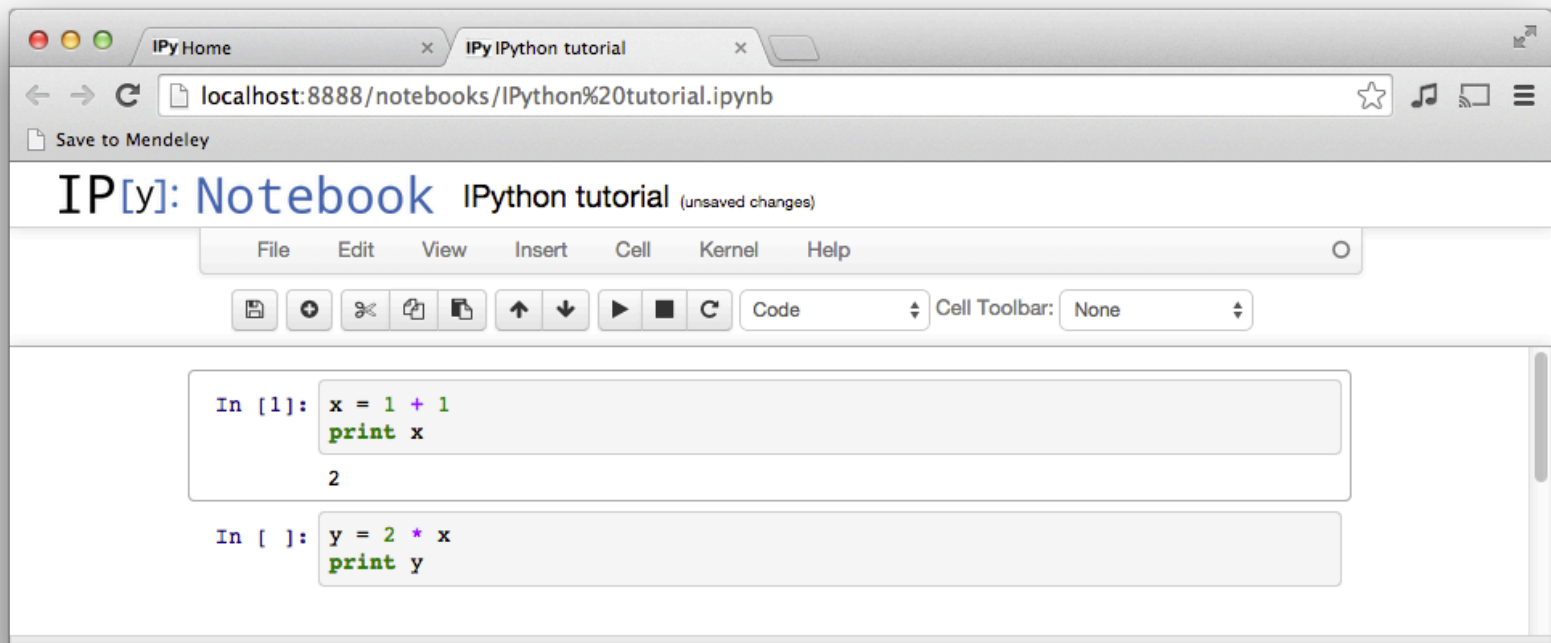 IPy Home IPy IPython tutorial
localhost:8888/notebooks/IPython%20tutorial.ipynb
Save to Mendeley
IP[y]: Notebook IPython tutorial (unsaved changes)
File Edit View Insert Cell Kernel Help
Code Cell Toolbar: None
In [1]: x = 1 + 1
print x
2
In [ ]: y = 2 * x
print y